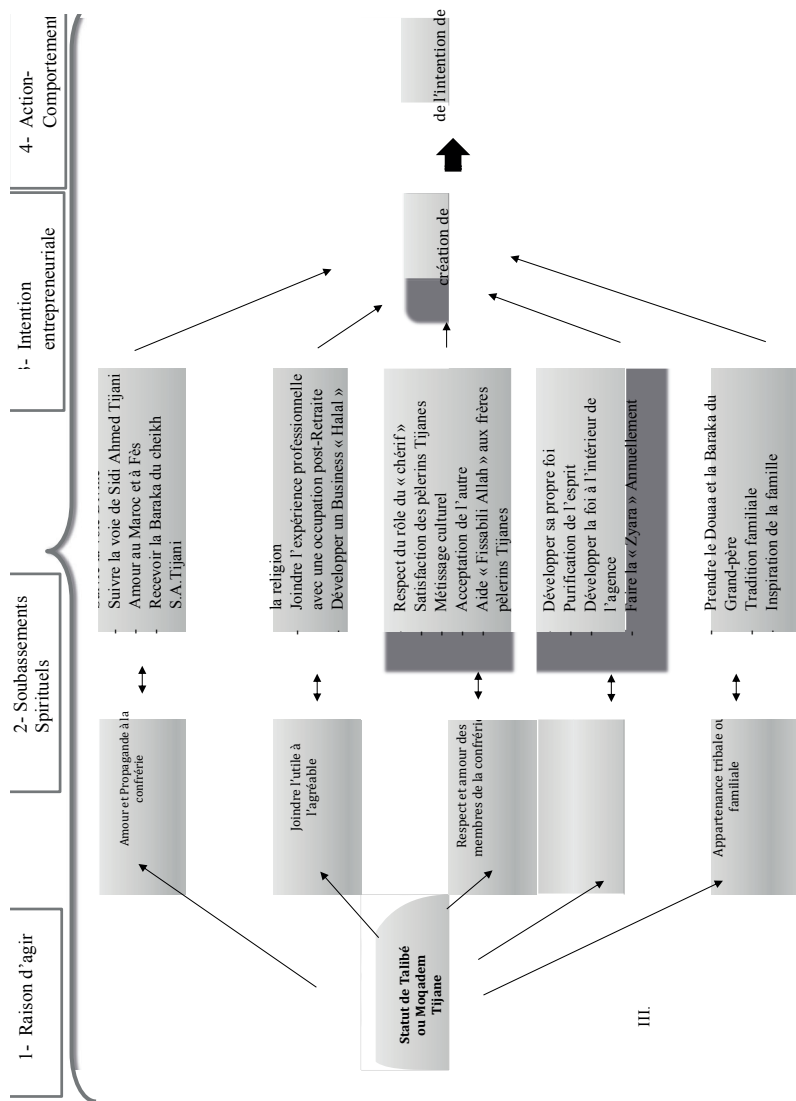 1- Raison d'agir
2- Soubassements
Spirituels
- Intention
entrepreneuriale
4- Action-
Comportement
Statut de Talibé
ou Moqadem
Tijane
Amour et Propagande à la
confrérie
Joindre l'utile à
l'agréable
Respect et amour des
membres de la confrérie
Appartenance tribale ou
familiale
- Suivre la voie de Sidi Ahmed Tijani
- Amour au Maroc et à Fès
- Recevoir la Baraka du cheikh
S.A.Tijani
la religion
- Joindre l'expérience professionnelle
avec une occupation post-Retraite
- Développer un Business « Halal »
- Respect du rôle du « chérif »
- Satisfaction des pèlerins Tijanes
- Métissage culturel
- Acceptation de l'autre
- Aide « Fissabili Allah » aux frères
pèlerins Tijanes
- Développer sa propre foi
- Purification de l'esprit
- Développer la foi à l'intérieur de
l'agence
- Faire la « Zyara » Annuellement
- Prendre le Douaa et la Baraka du
Grand-père
- Tradition familiale
- Inspiration de la famille
création de
de l'intention de
III.